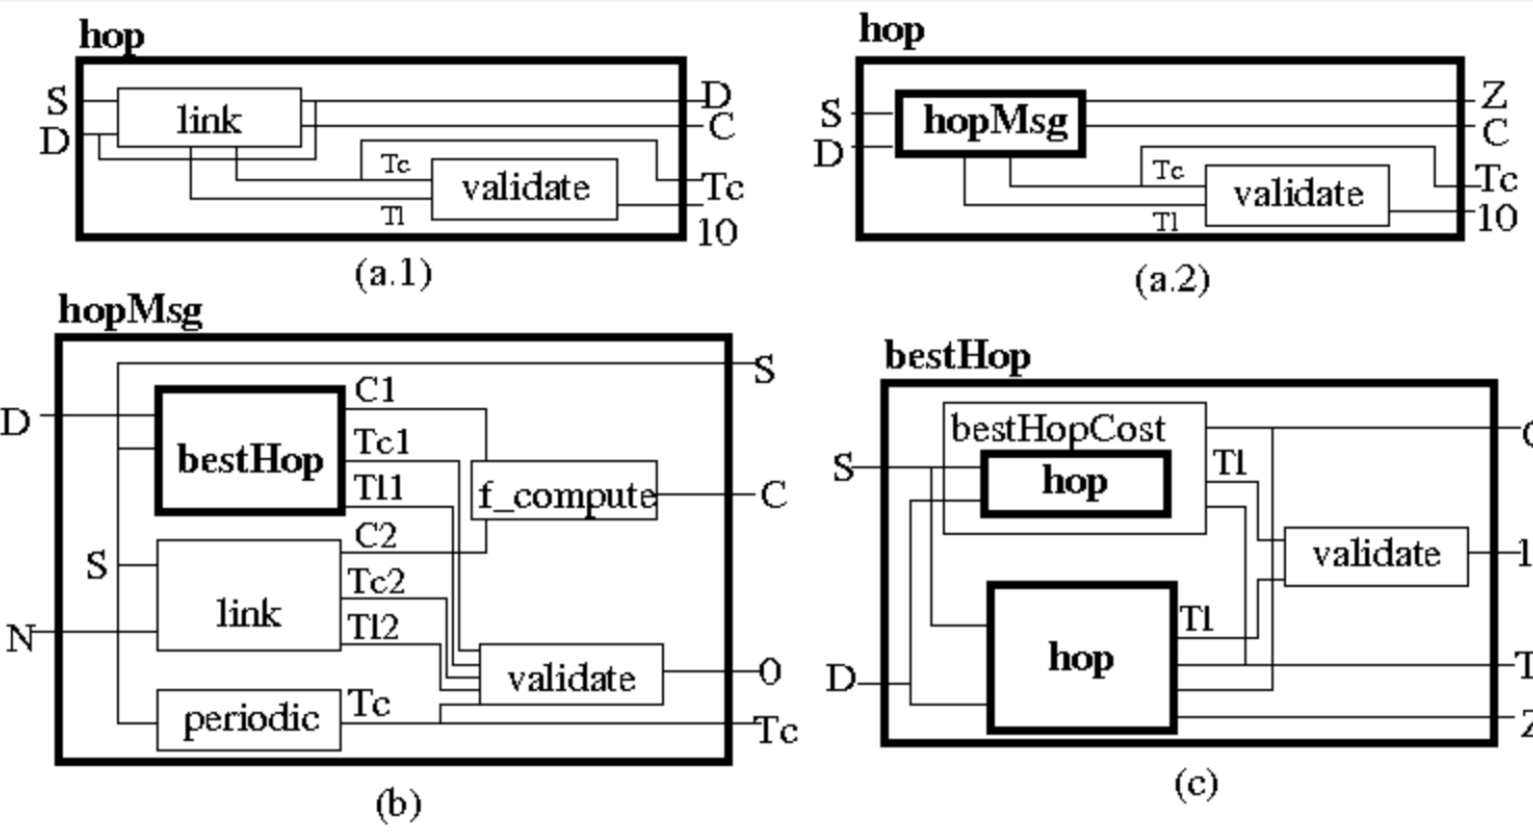 hop
S
D
link
D
C
Tc
validate
Tl
Tc
10
(a.1)
hop
S
D
hopMsg
Z
C
Tc
validate
Tl
Tc
10
(a.2)
hopMsg
D
S
C1
bestHop
Tc1
Tl1
f_compute
C
C2
S
link
Tc2
N
Tl2
validate
0
periodic
Tc
Tc
(b)
bestHop
bestHopCost
S
hop
Tl
validate
1
Tl
hop
D
T
Z
(c)